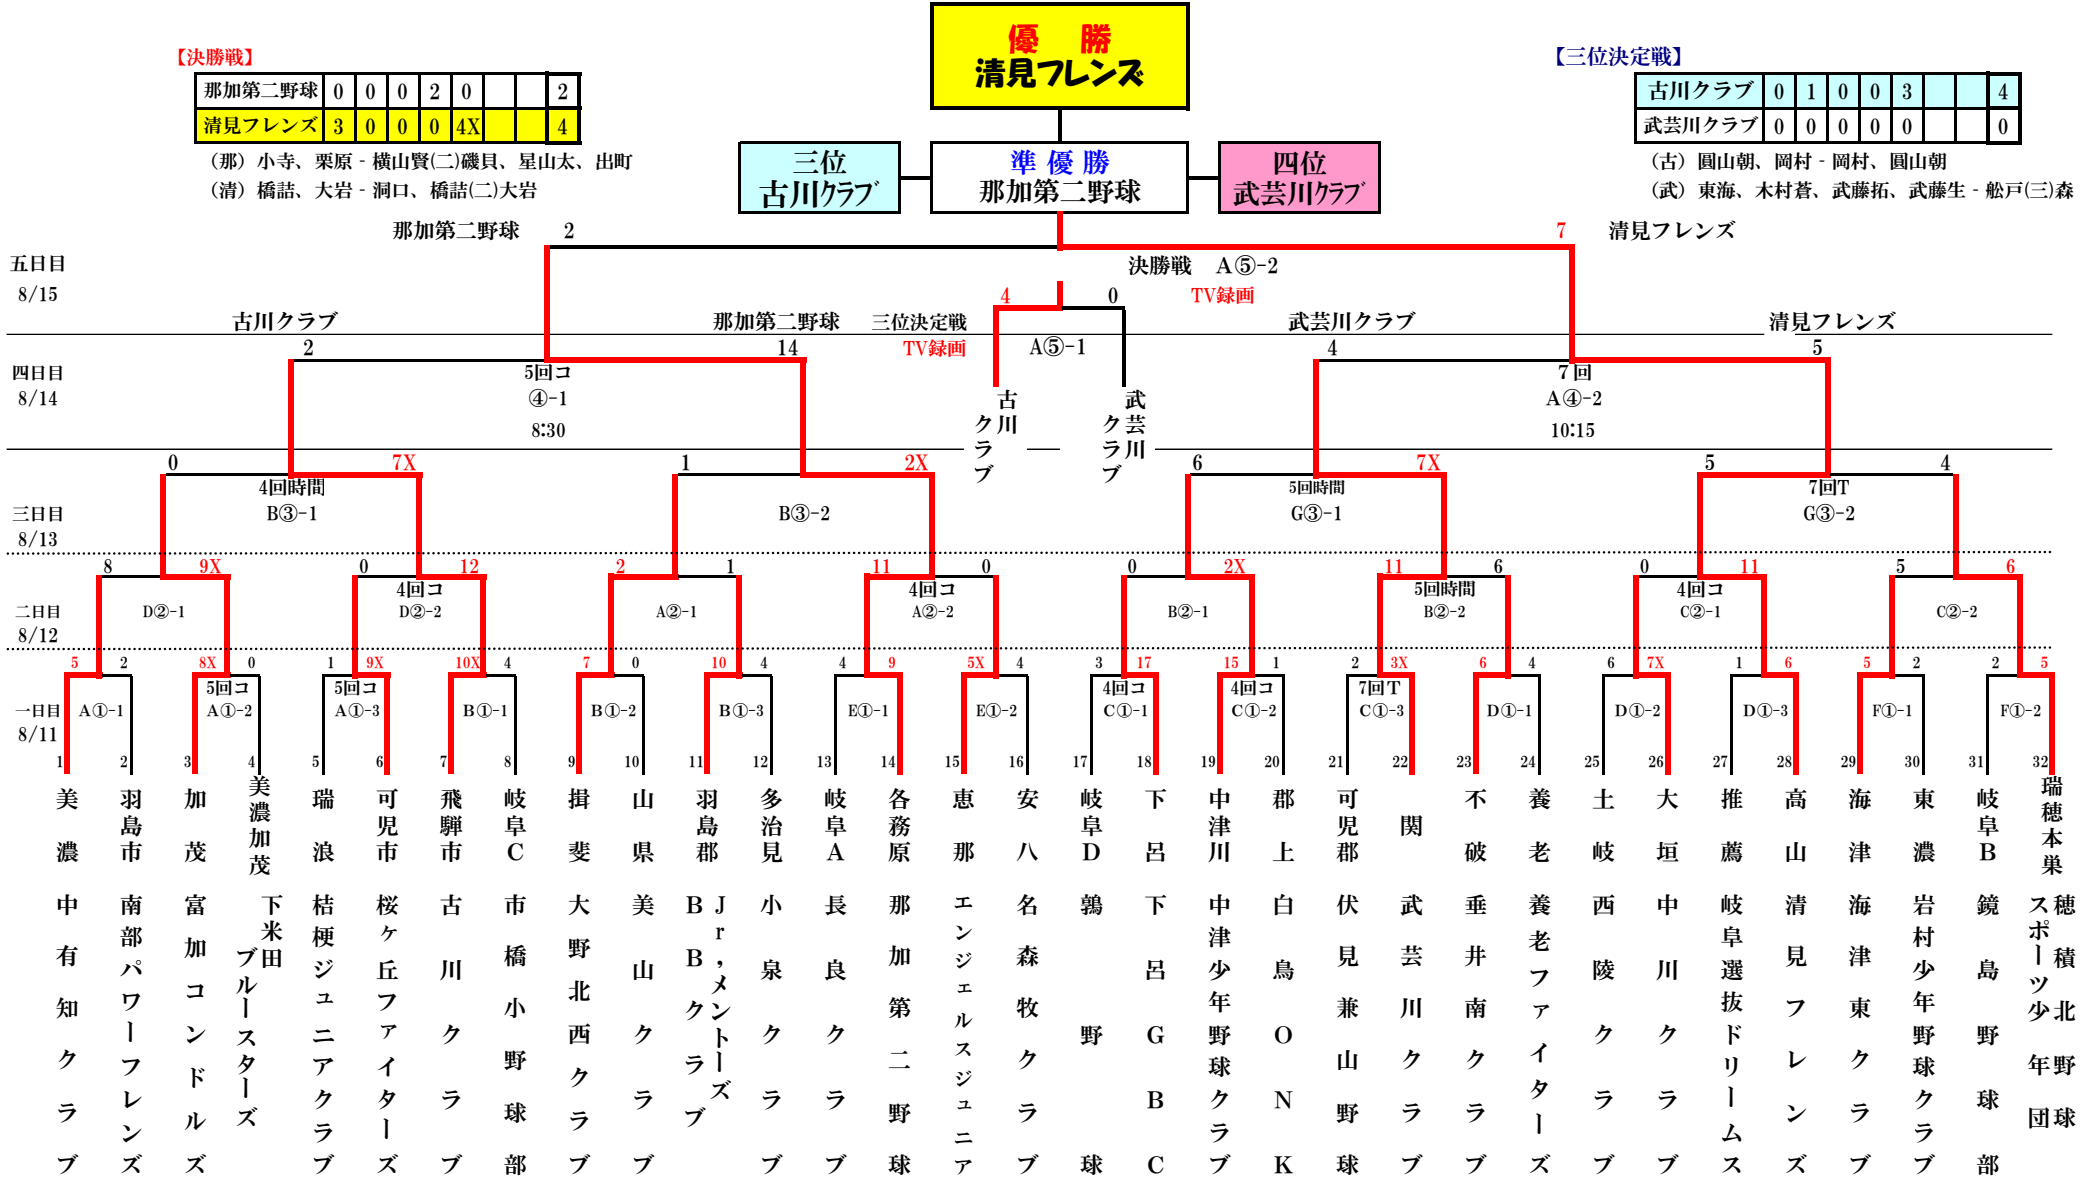 優 勝
清見フレンズ
【決勝戦】
那加第二野球 0 0 0 2 0 2
清見フレンズ 3 0 0 0 4X 4
（那）小寺、栗原‐横山賢(二)磯貝、星山太、出町
（清）橋詰、大岩‐洞口、橋詰(二)大岩
【三位決定戦】
古川クラブ 0 1 0 0 3 4
武芸川クラブ 0 0 0 0 0 0
（古）圓山朝、岡村‐岡村、圓山朝
（武）東海、木村蒼、武藤拓、武藤生‐舩戸(三)森
三位
古川クラブ
準優勝
那加第二野球
四位
武芸川クラブ
那加第二野球 2 7 清見フレンズ
五日目
8/15
決勝戦 A⑤-2
TV録画
4 0
古川クラブ 那加第二野球 三位決定戦 武芸川クラブ 清見フレンズ
TV録画 A⑤-1
2 14 4 5
四日目
8/14
5回コ
④-1
8:30
7回
A④-2
10:15
古川クラブ
武芸川クラブ
0 7X 1 2X 6 7X 5 4
4回時間 5回時間 7回T
三日目
8/13
B③-1 B③-2 G③-1 G③-2
8 9X 0 12 2 1 11 0 0 2X 11 6 0 11 5 6
4回コ 4回コ 5回時間 4回コ
二日目
8/12
D②-1 D②-2 A②-1 A②-2 B②-1 B②-2 C②-1 C②-2
5 2 8X 0 1 9X 10X 4 7 0 10 4 4 9 5X 4 3 17 15 1 2 3X 6 4 6 7X 1 6 5 2 2 5
5回コ 5回コ 4回コ 4回コ 7回T
一日目
8/11
A①-1 A①-2 A①-3 B①-1 B①-2 B①-3 E①-1 E①-2 C①-1 C①-2 C①-3 D①-1 D①-2 D①-3 F①-1 F①-2
1 2 3 4 5 6 7 8 9 10 11 12 13 14 15 16 17 18 19 20 21 22 23 24 25 26 27 28 29 30 31 32
美濃 中有知クラブ
羽島市 南部パワーフレンズ
加茂 富加コンドルズ
美濃加茂 下米田ブルースターズ
瑞浪 桔梗ジュニアクラブ
可児市 桜ヶ丘ファイターズ
飛騨市 古川クラブ
岐阜C 市橋小野球部
揖斐 大野北西クラブ
山県 美山クラブ
羽島郡 Jr,メントーズBBクラブ
多治見 小泉クラブ
岐阜A 長良クラブ
各務原 那加第二野球
恵那 エンジェルスジュニア
安八 名森牧クラブ
岐阜D 鶉野球
下呂 下呂GBC
中津川 中津少年野球クラブ
郡上 白鳥ONK
可児郡 伏見兼山野球
関 武芸川クラブ
不破 垂井南クラブ
養老 養老ファイターズ
土岐 西陵クラブ
大垣 中川クラブ
推薦 岐阜選抜ドリームス
高山 清見フレンズ
海津 海津東クラブ
東濃 岩村少年野球クラブ
岐阜B 鏡島野球部
瑞穂本巣 穂積北野球スポーツ少年団